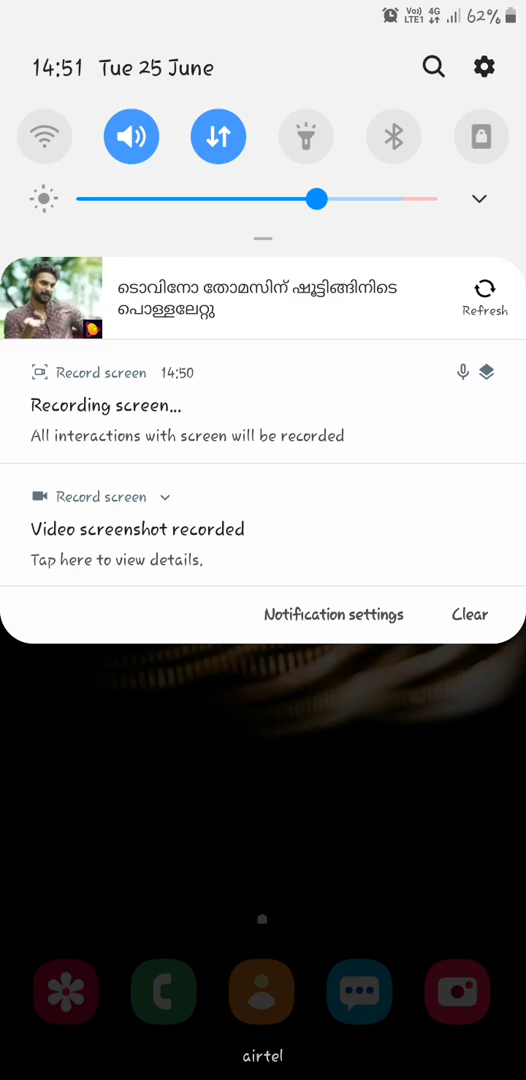 Vo)) 4G
LTE1 62%
14:51 Tue 25 June
ടൊവിനോ തോമസിന് ഷൂട്ടിങ്ങിനിടെ
പൊള്ളലേറ്റു
Refresh
Record screen 14:50
Recording screen...
All interactions with screen will be recorded
Record screen
Video screenshot recorded
Tap here to view details.
Notification settings Clear
airtel